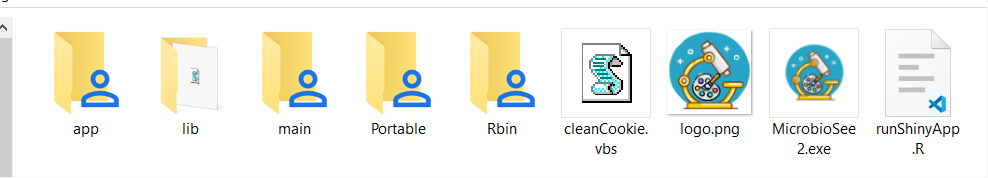 app
lib
main
Portable
Rbin
cleanCookie.
vbs
logo.png
MicrobioSee
2.exe
runShinyApp
.R